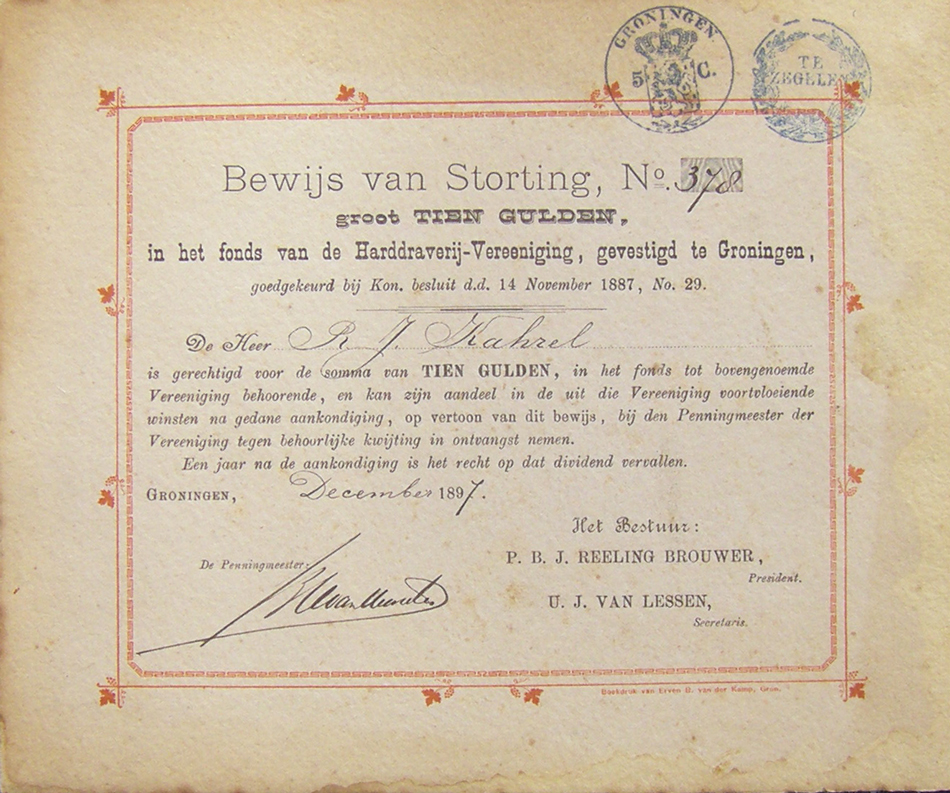 GRONINGEN
5 C.
TE
ZEGELEN
Bewijs van Storting, No. 378
groot TIEN GULDEN,
in het fonds van de Harddraverij-Vereeniging, gevestigd te Groningen,
goedgekeurd bij Kon. besluit d.d. 14 November 1887, No. 29.
De Heer R J. Kahrel
is gerechtigd voor de somma van TIEN GULDEN, in het fonds tot bovengenoemde
Vereeniging behoorende, en kan zijn aandeel in de uit die Vereeniging voortvloeiende
winsten na gedane aankondiging, op vertoon van dit bewijs, bij den Penningmeester der
Vereeniging tegen behoorlijke kwijting in ontvangst nemen.
Een jaar na de aankondiging is het recht op dat dividend vervallen.
GRONINGEN, December 1897.
Het Bestuur:
De Penningmeester:
P. B. J. REELING BROUWER,
President.
U. J. VAN LESSEN,
Secretaris.
Boekdruk van Erven B. van der Kamp, Gron.